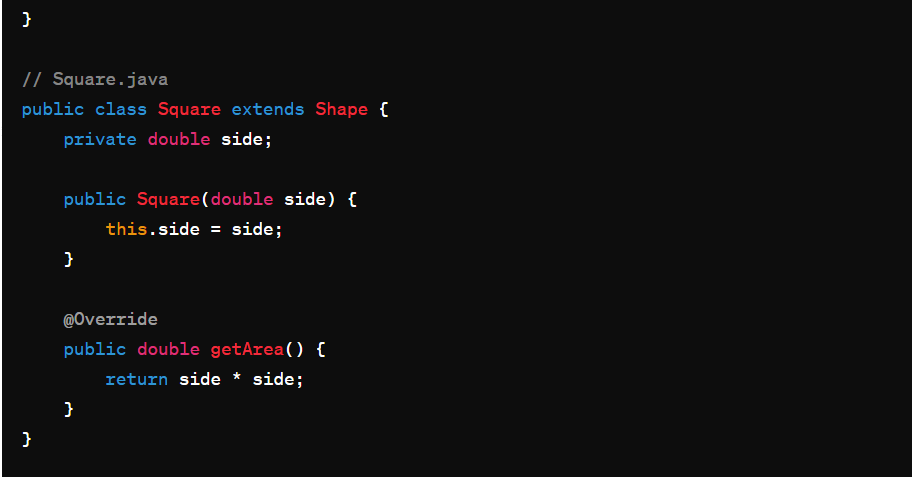 }
// Square.java
public class Square extends Shape {
    private double side;
    public Square(double side) {
        this.side = side;
    }
    @Override
    public double getArea() {
        return side * side;
    }
}